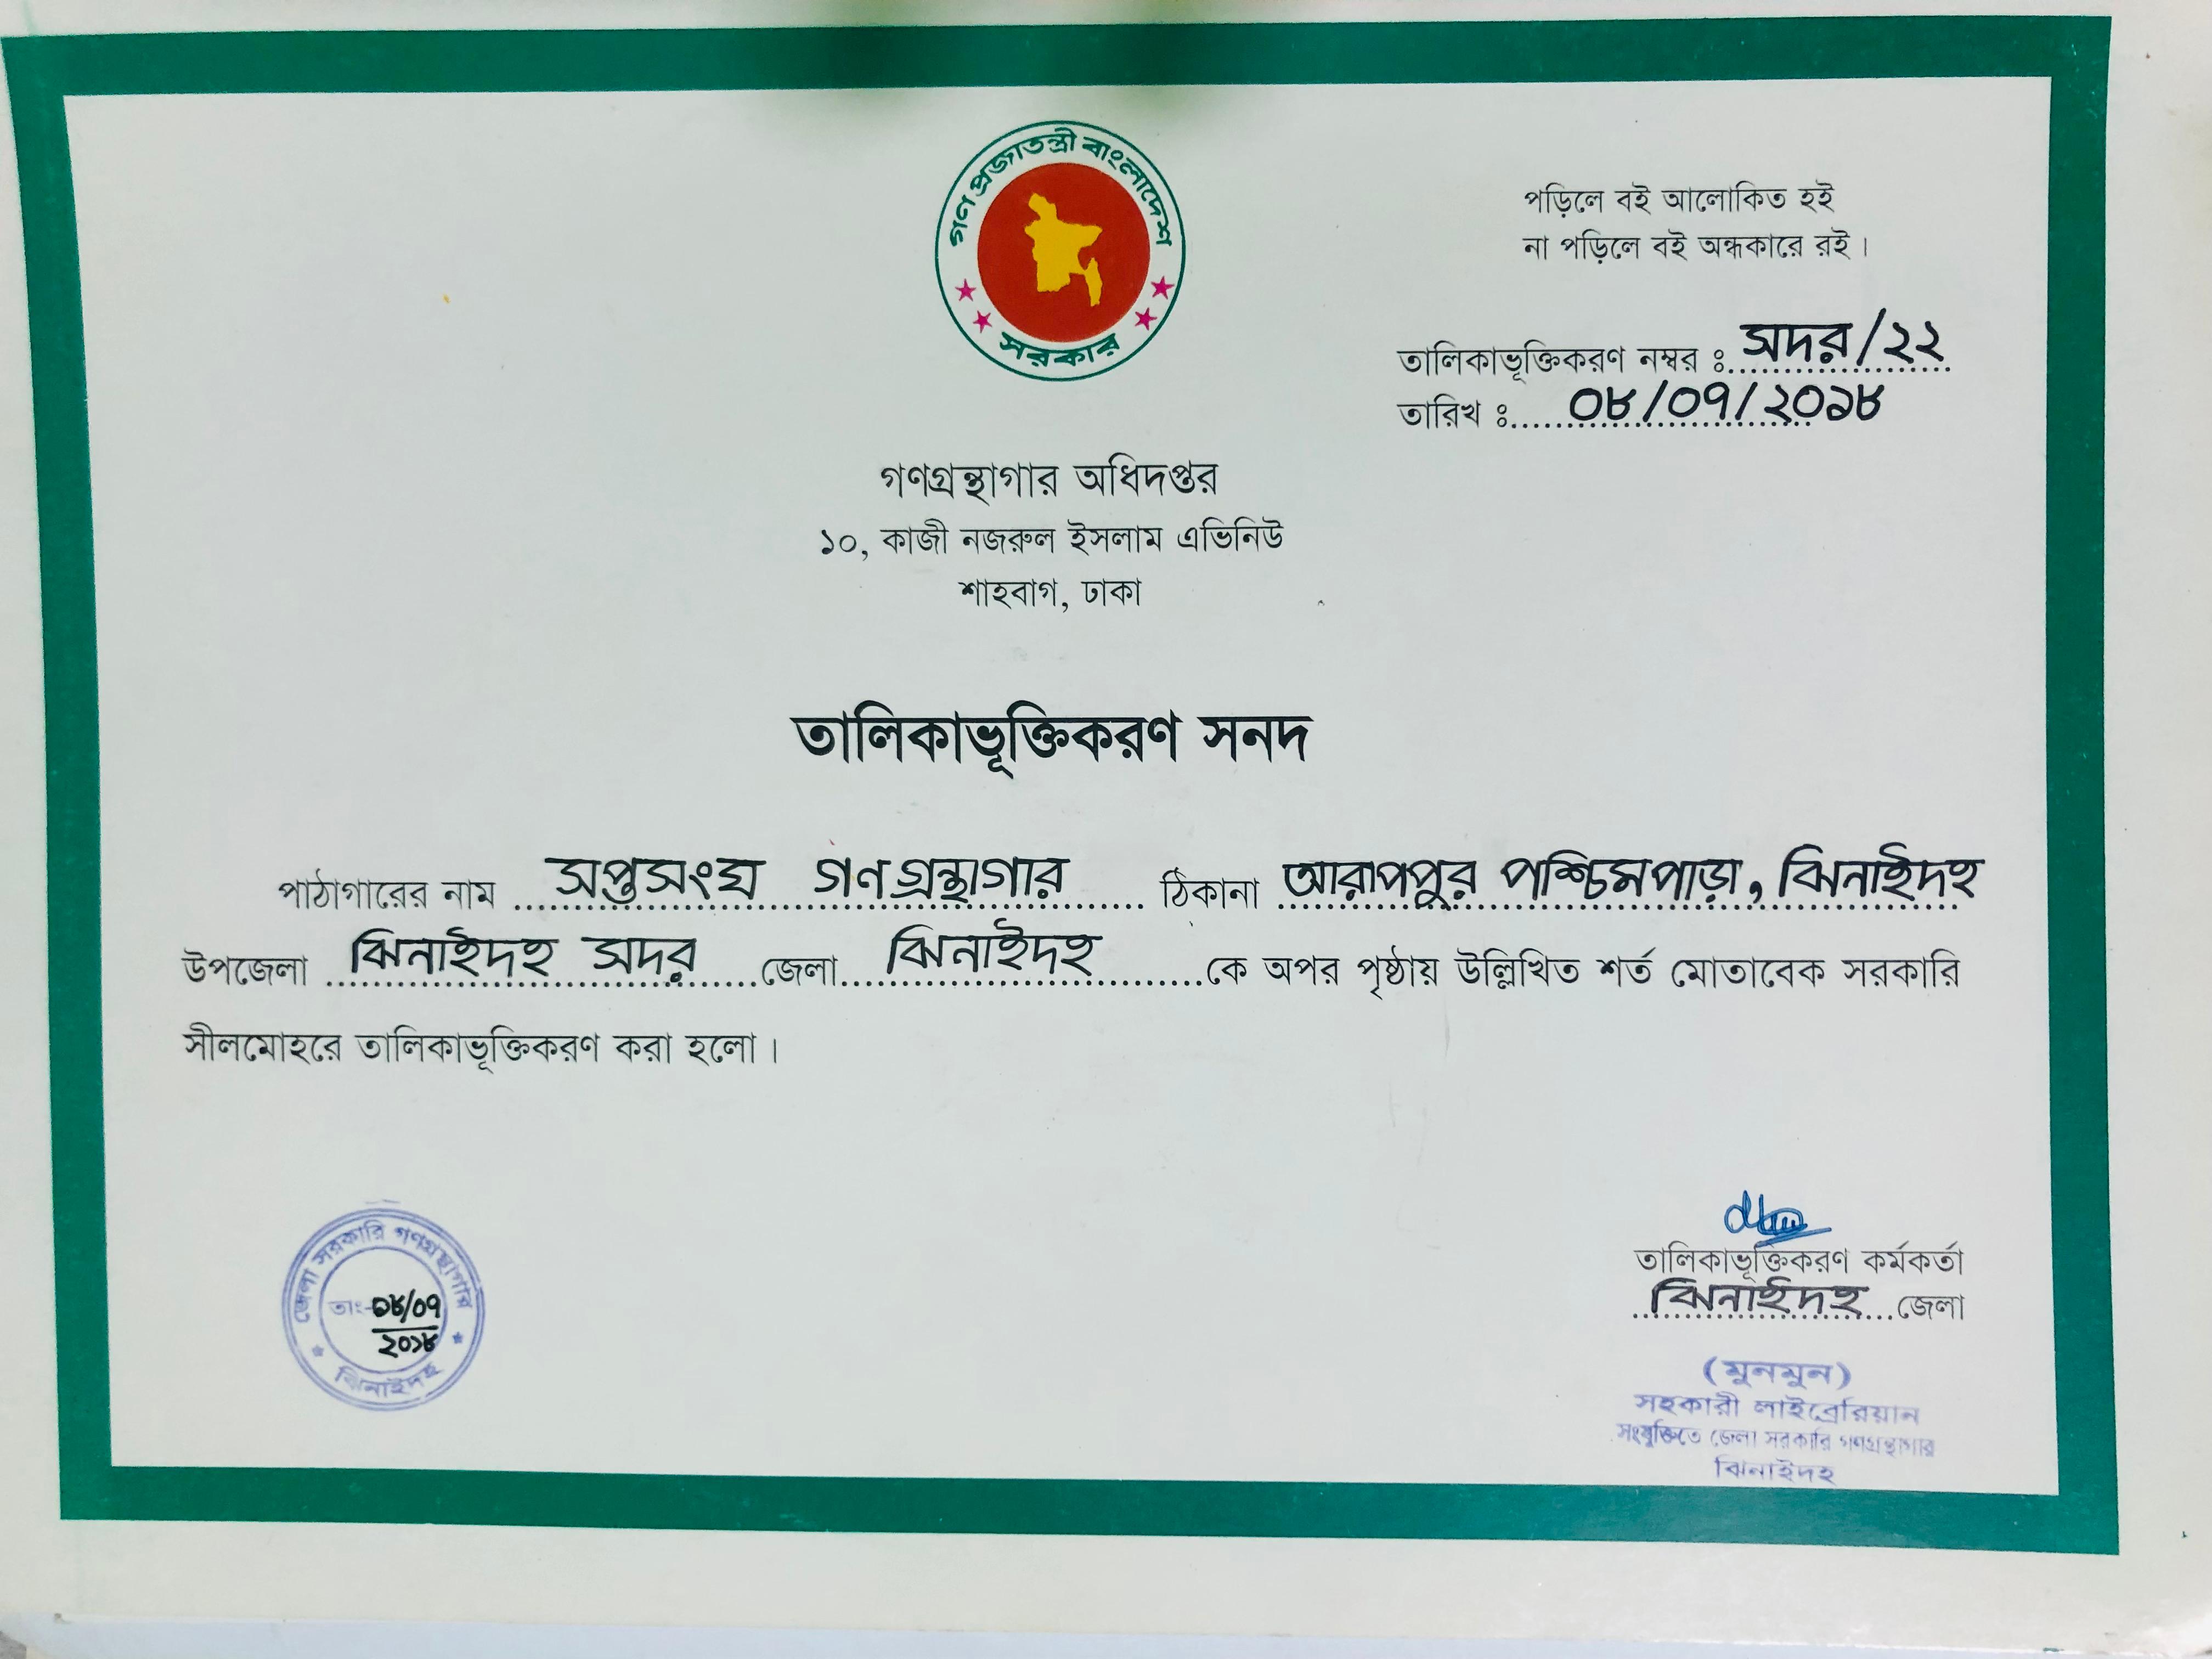 গণপ্রজাতন্ত্রী বাংলাদেশ
সরকার
পড়িলে বই আলোকিত হই
না পড়িলে বই অন্ধকারে রই।
তালিকাভূক্তিকরণ নম্বর ঃ সদর/২২
তারিখ ঃ ০৮/০৭/২০১৮
গণগ্রন্থাগার অধিদপ্তর
১০, কাজী নজরুল ইসলাম এভিনিউ
শাহবাগ, ঢাকা
তালিকাভূক্তিকরণ সনদ
পাঠাগারের নাম সপ্তসংঘ গণগ্রন্থাগার ঠিকানা আরাপপুর পশ্চিমপাড়া, ঝিনাইদহ
উপজেলা ঝিনাইদহ সদর জেলা ঝিনাইদহ কে অপর পৃষ্ঠায় উল্লিখিত শর্ত মোতাবেক সরকারি
সীলমোহরে তালিকাভূক্তিকরণ করা হলো।
জেলা সরকারি গণগ্রন্থাগার
তাং-০৮/০৭
২০১৮
ঝিনাইদহ
তালিকাভূক্তিকরণ কর্মকর্তা
ঝিনাইদহ জেলা
(মুনমুন)
সহকারী লাইব্রেরিয়ান
সংযুক্তিতে জেলা সরকারি গণগ্রন্থাগার
ঝিনাইদহ